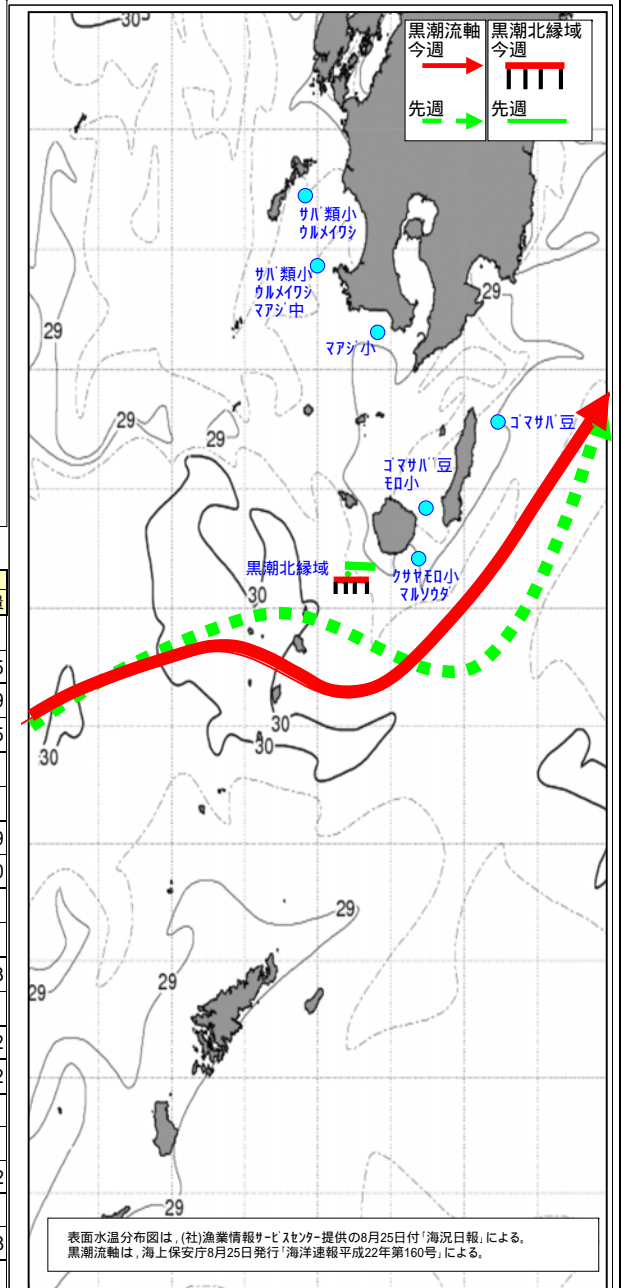 黒潮流軸
今週
先週
黒潮北縁域
今週
先週
30
サバ類小
ウルメイワシ
サバ類小
ウルメイワシ
マアジ中
マアジ小
29
29
29
29
ゴマサバ豆
ゴマサバ豆
モロ小
クサヤモロ小
マルソウダ
黒潮北縁域
30
30
30
30
29
29
29
29
表面水温分布図は，(社)漁業情報サービスセンター提供の8月25日付「海況日報」による。
黒潮流軸は，海上保安庁8月25日発行「海洋速報平成22年第160号」による。